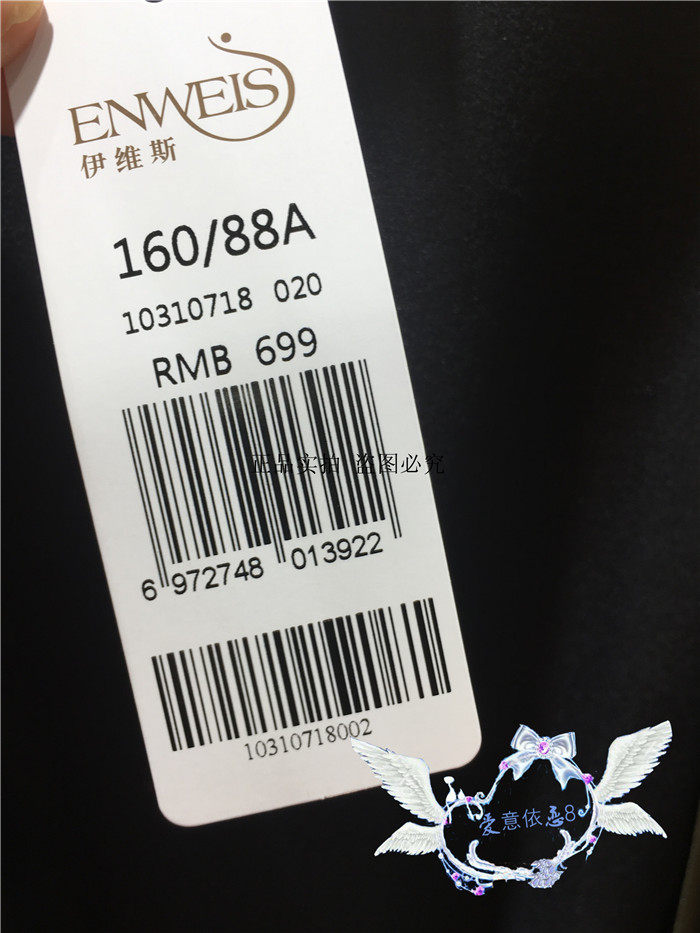 ENWEIS
伊维斯
160/88A
10310718 020
RMB 699
正品实拍 盗图必究
6 972748 013922
10310718002
爱意依恋8